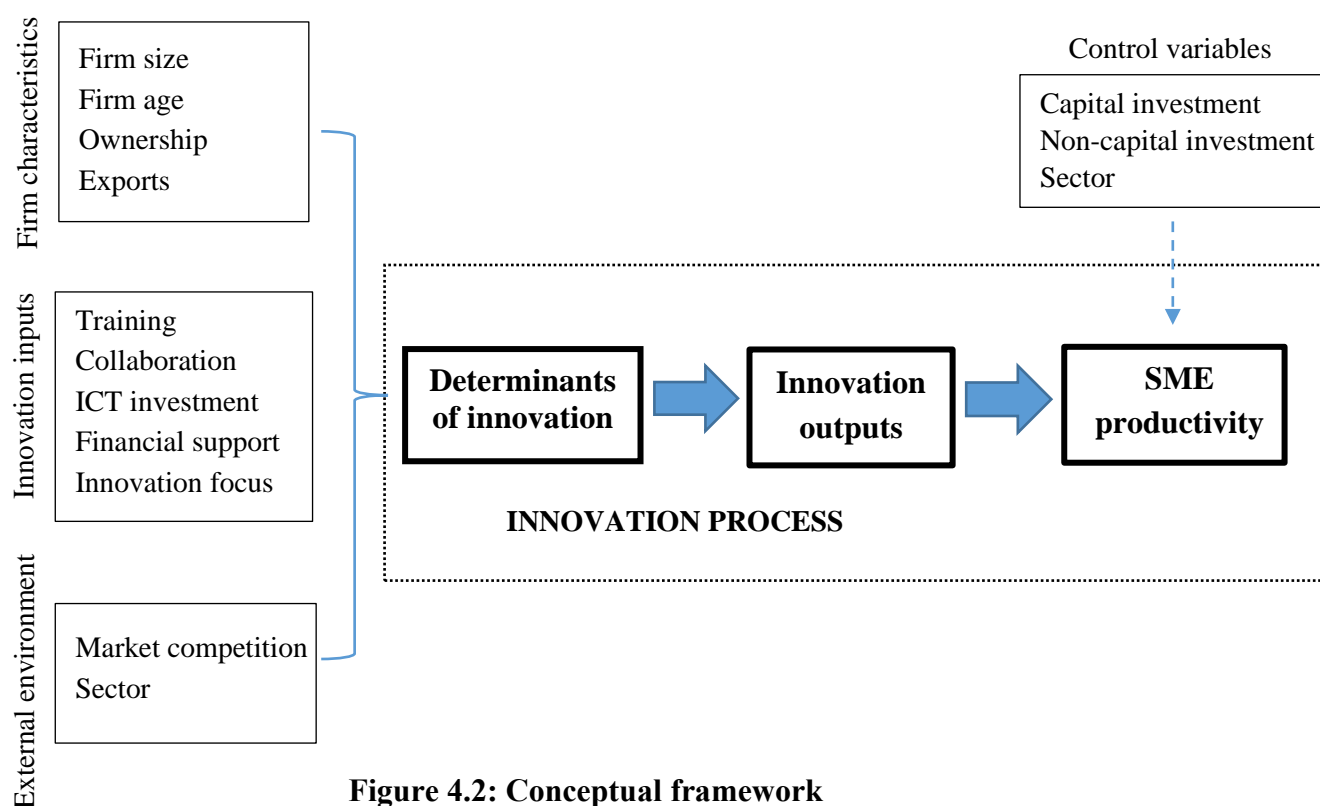 Firm characteristics
Firm size
Firm age
Ownership
Exports
Control variables
Capital investment
Non-capital investment
Sector
Innovation inputs
Training
Collaboration
ICT investment
Financial support
Innovation focus
Determinants
of innovation
Innovation
outputs
SME
productivity
INNOVATION PROCESS
External environment
Market competition
Sector
Figure 4.2: Conceptual framework